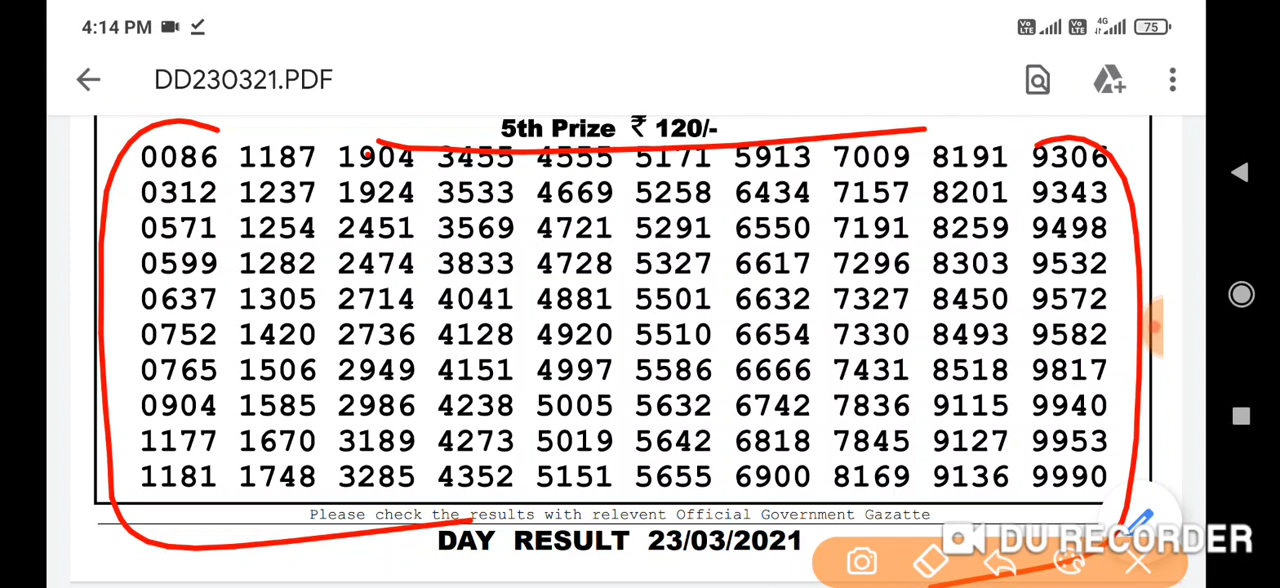 4:14 PM
VoLTE VoLTE 4G 75
DD230321.PDF
5th Prize ₹ 120/-
0086 1187 1904 3455 4555 5171 5913 7009 8191 9306
0312 1237 1924 3533 4669 5258 6434 7157 8201 9343
0571 1254 2451 3569 4721 5291 6550 7191 8259 9498
0599 1282 2474 3833 4728 5327 6617 7296 8303 9532
0637 1305 2714 4041 4881 5501 6632 7327 8450 9572
0752 1420 2736 4128 4920 5510 6654 7330 8493 9582
0765 1506 2949 4151 4997 5586 6666 7431 8518 9817
0904 1585 2986 4238 5005 5632 6742 7836 9115 9940
1177 1670 3189 4273 5019 5642 6818 7845 9127 9953
1181 1748 3285 4352 5151 5655 6900 8169 9136 9990
Please check the results with relevent Official Government Gazatte
DAY RESULT 23/03/2021
DU RECORDER